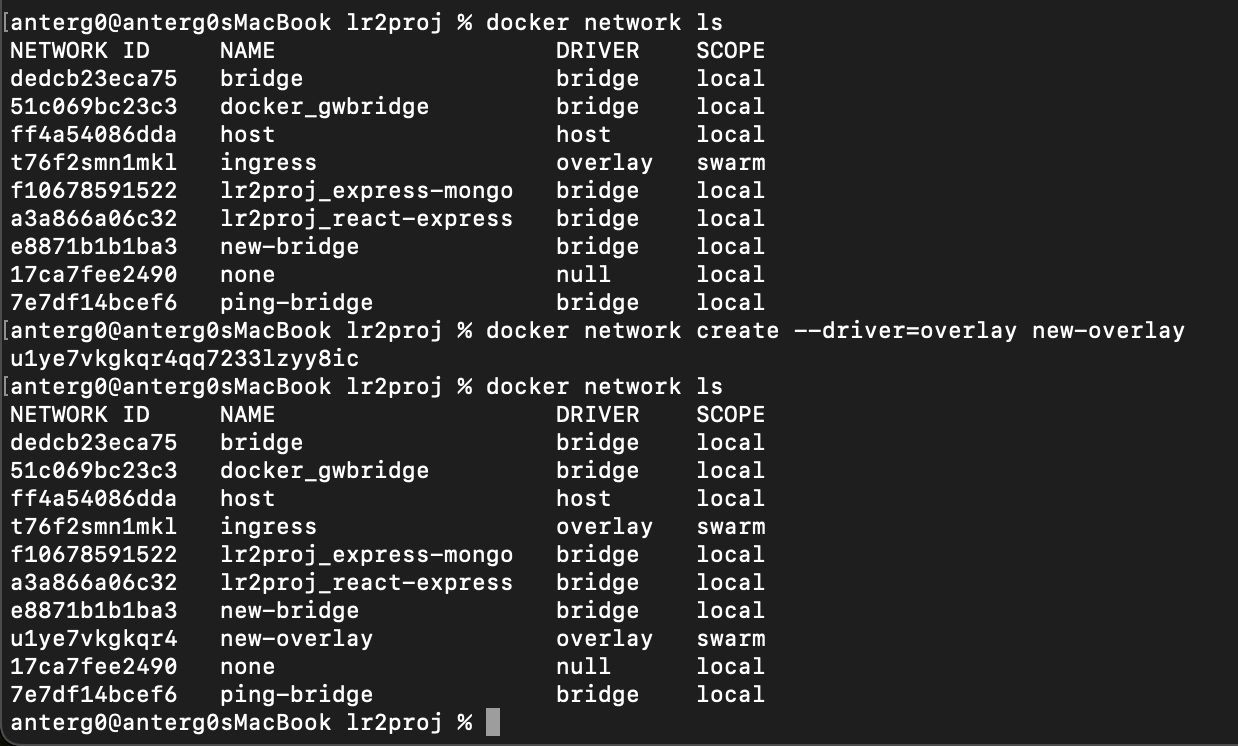 [anterg0@anterg0sMacBook lr2proj % docker network ls
NETWORK ID     NAME                    DRIVER    SCOPE
dedcb23eca75   bridge                  bridge    local
51c069bc23c3   docker_gwbridge         bridge    local
ff4a54086dda   host                    host      local
t76f2smn1mkl   ingress                 overlay   swarm
f10678591522   lr2proj_express-mongo   bridge    local
a3a866a06c32   lr2proj_react-express   bridge    local
e8871b1b1ba3   new-bridge              bridge    local
17ca7fee2490   none                    null      local
7e7df14bcef6   ping-bridge             bridge    local
[anterg0@anterg0sMacBook lr2proj % docker network create --driver=overlay new-overlay
u1ye7vkgkqr4qq7233lzyy8ic
[anterg0@anterg0sMacBook lr2proj % docker network ls
NETWORK ID     NAME                    DRIVER    SCOPE
dedcb23eca75   bridge                  bridge    local
51c069bc23c3   docker_gwbridge         bridge    local
ff4a54086dda   host                    host      local
t76f2smn1mkl   ingress                 overlay   swarm
f10678591522   lr2proj_express-mongo   bridge    local
a3a866a06c32   lr2proj_react-express   bridge    local
e8871b1b1ba3   new-bridge              bridge    local
u1ye7vkgkqr4   new-overlay             overlay   swarm
17ca7fee2490   none                    null      local
7e7df14bcef6   ping-bridge             bridge    local
anterg0@anterg0sMacBook lr2proj %